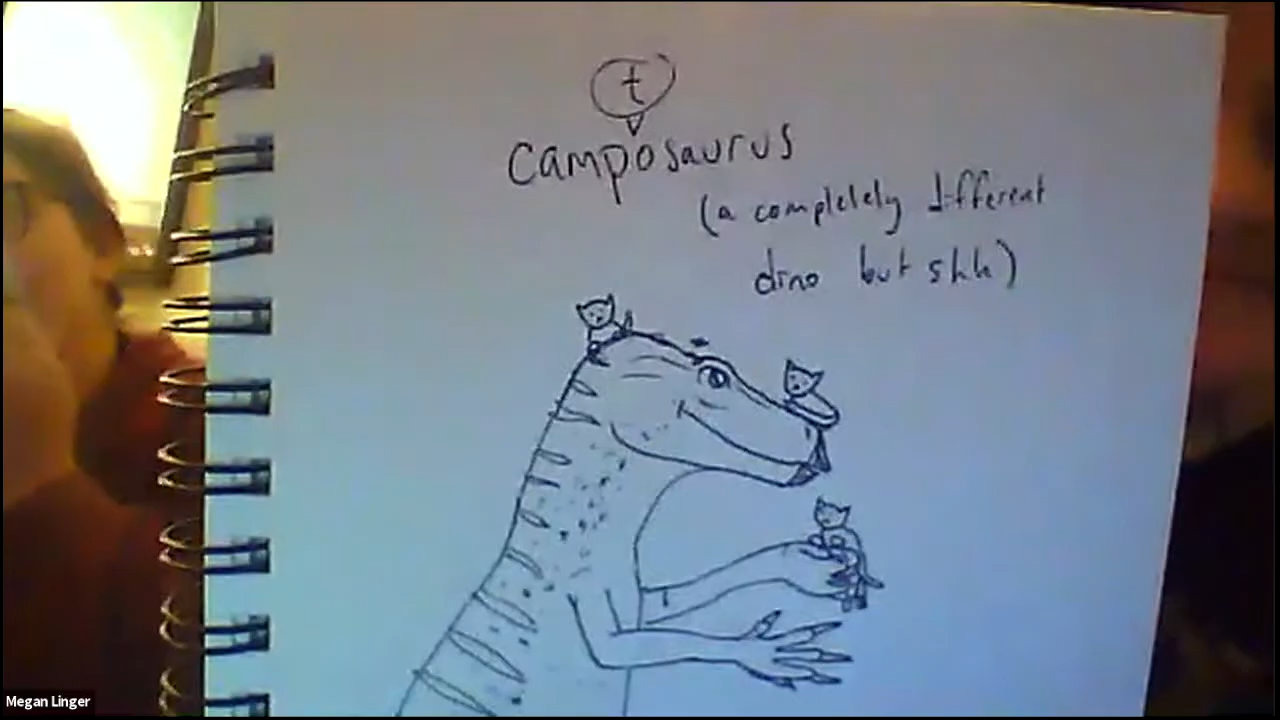 t
camposaurus
(a completely different
dino but shh)
Megan Linger